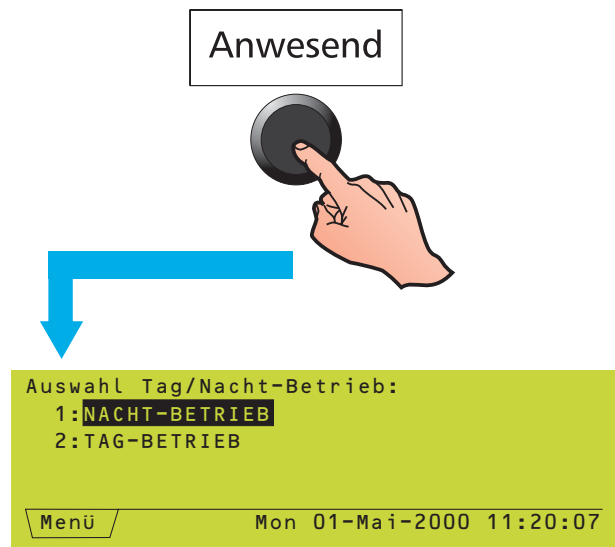 Anwesend
Auswahl Tag/Nacht-Betrieb:
1:NACHT-BETRIEB
2:TAG-BETRIEB
Menü Mon 01-Mai-2000 11:20:07